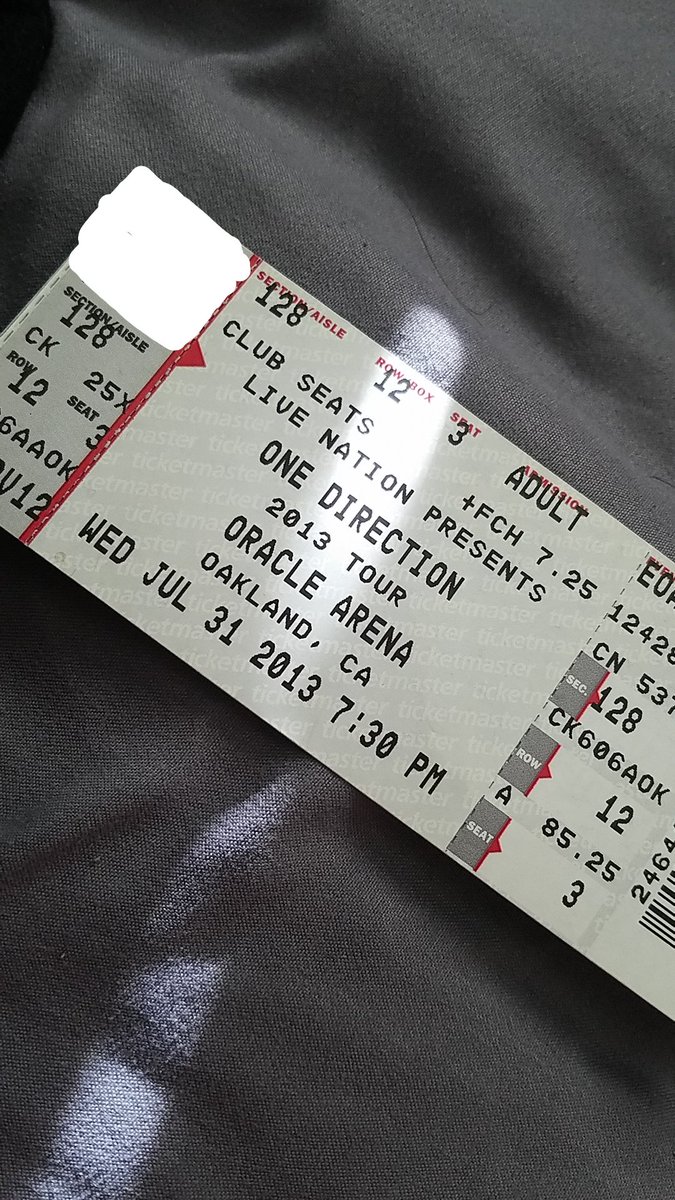 SECTION/AISLE
128
CK 25X
ROW SEAT
12 3
6AAOK
12
SECTION/AISLE ROW/BOX SEAT ADMISSION
128 12 3 ADULT
CLUB SEATS +FCH 7.25
LIVE NATION PRESENTS
ONE DIRECTION
2013 TOUR
ORACLE ARENA
OAKLAND, CA
WED JUL 31 2013 7:30 PM
12428
CN 537
SEC.
128
CK606AOK
ROW
12
A 85.25
SEAT
3
2464
ticketmaster